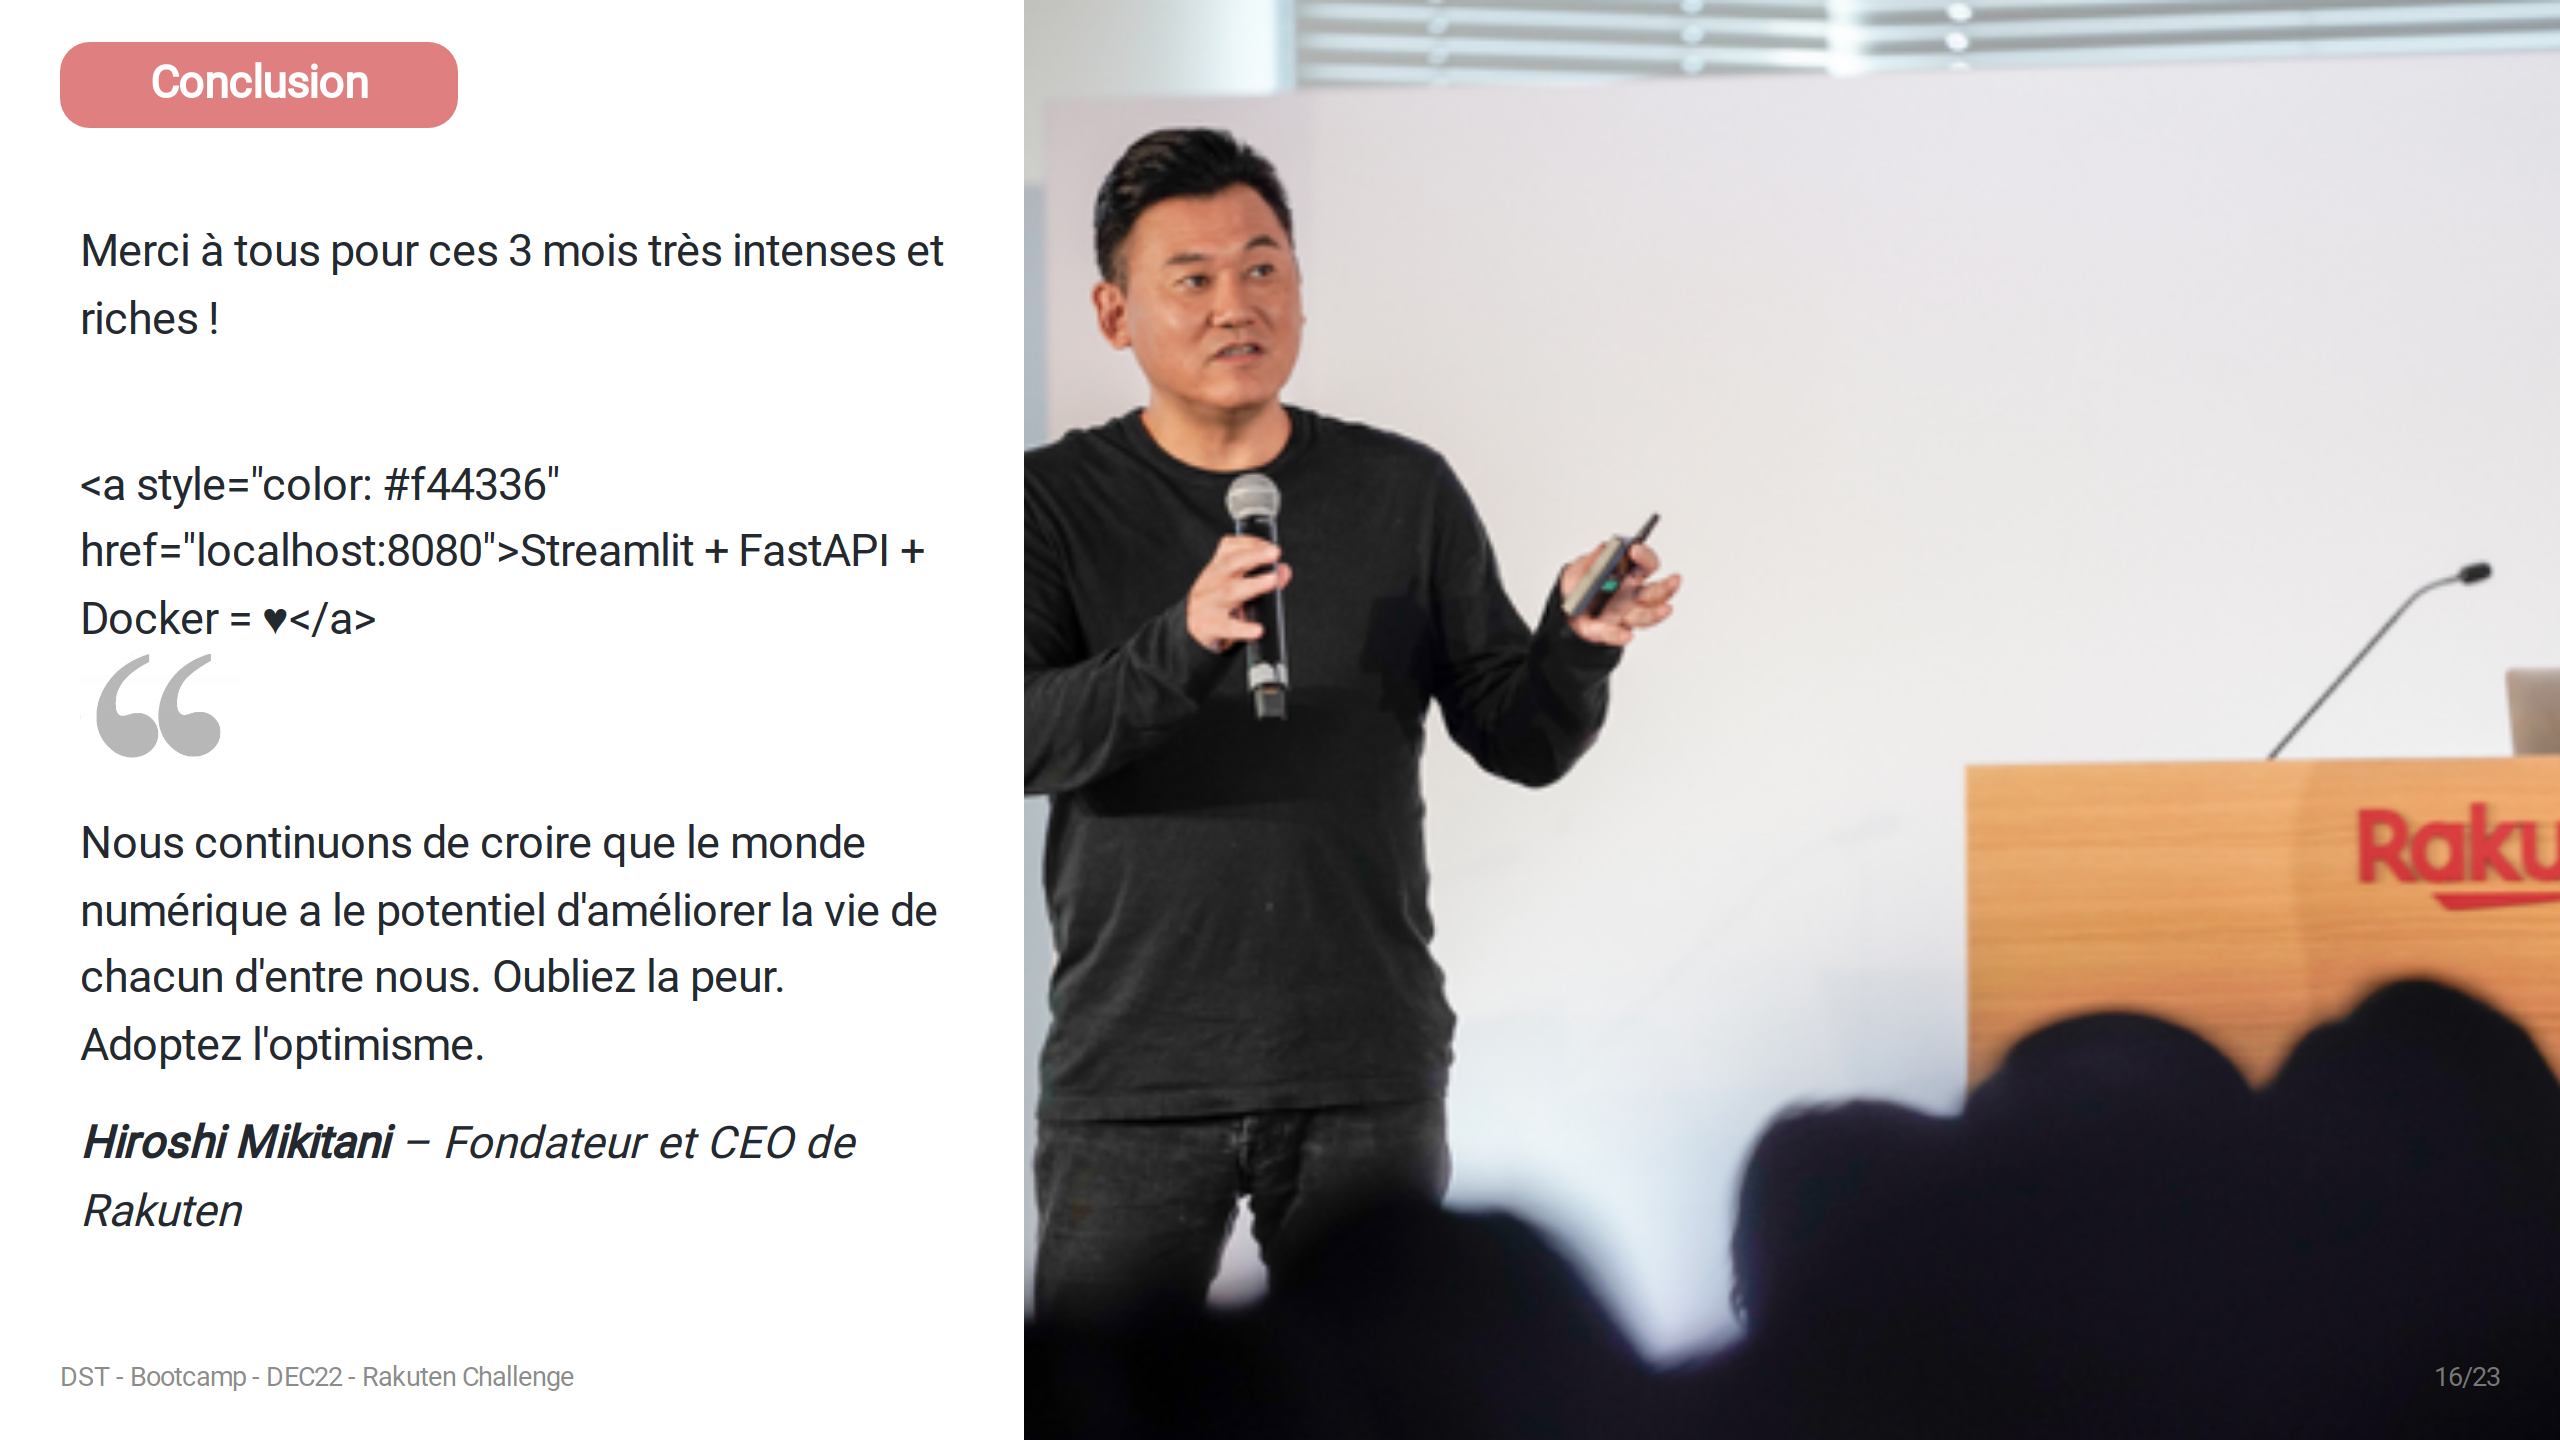 Conclusion
Merci à tous pour ces 3 mois très intenses et
riches !
<a style="color: #f44336"
href="localhost:8080">Streamlit + FastAPI +
Docker = ♥</a>
“
Nous continuons de croire que le monde
numérique a le potentiel d'améliorer la vie de
chacun d'entre nous. Oubliez la peur.
Adoptez l'optimisme.
Hiroshi Mikitani – Fondateur et CEO de
Rakuten
Raku
DST - Bootcamp - DEC22 - Rakuten Challenge
16/23